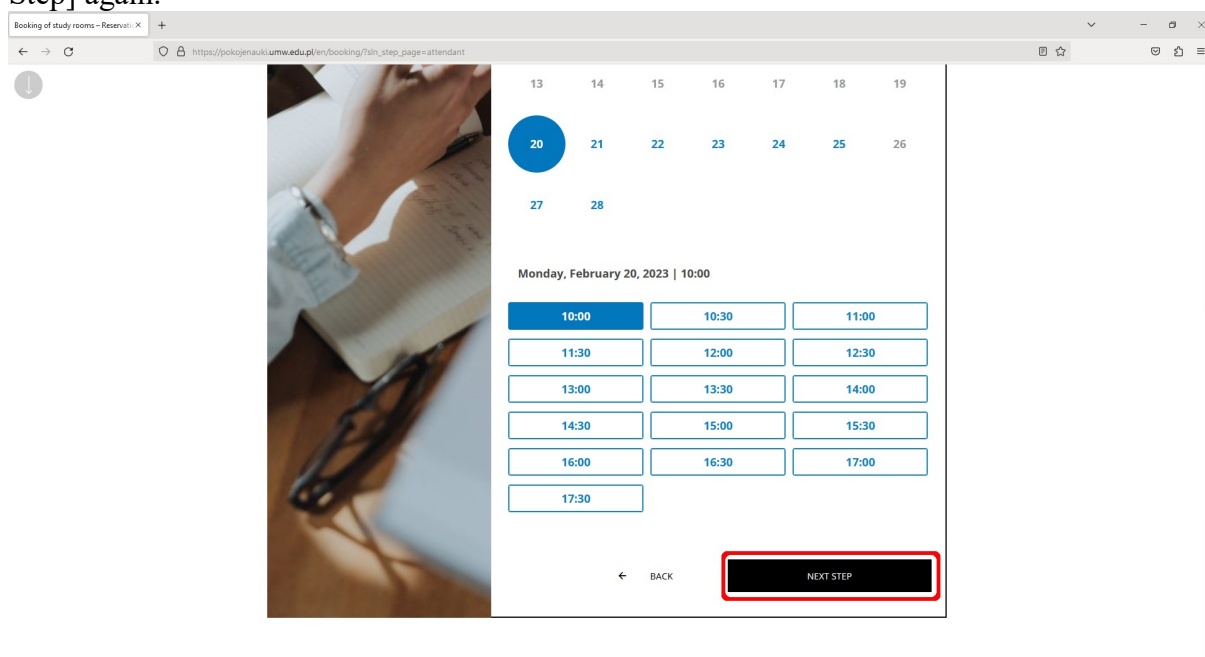 Step] again.
Booking of study rooms – Reservati
https://pokojenauki.umw.edu.pl/en/booking/?sln_step_page=attendant
13 14 15 16 17 18 19
20 21 22 23 24 25 26
27 28
Monday, February 20, 2023 | 10:00
10:00 10:30 11:00
11:30 12:00 12:30
13:00 13:30 14:00
14:30 15:00 15:30
16:00 16:30 17:00
17:30
BACK NEXT STEP